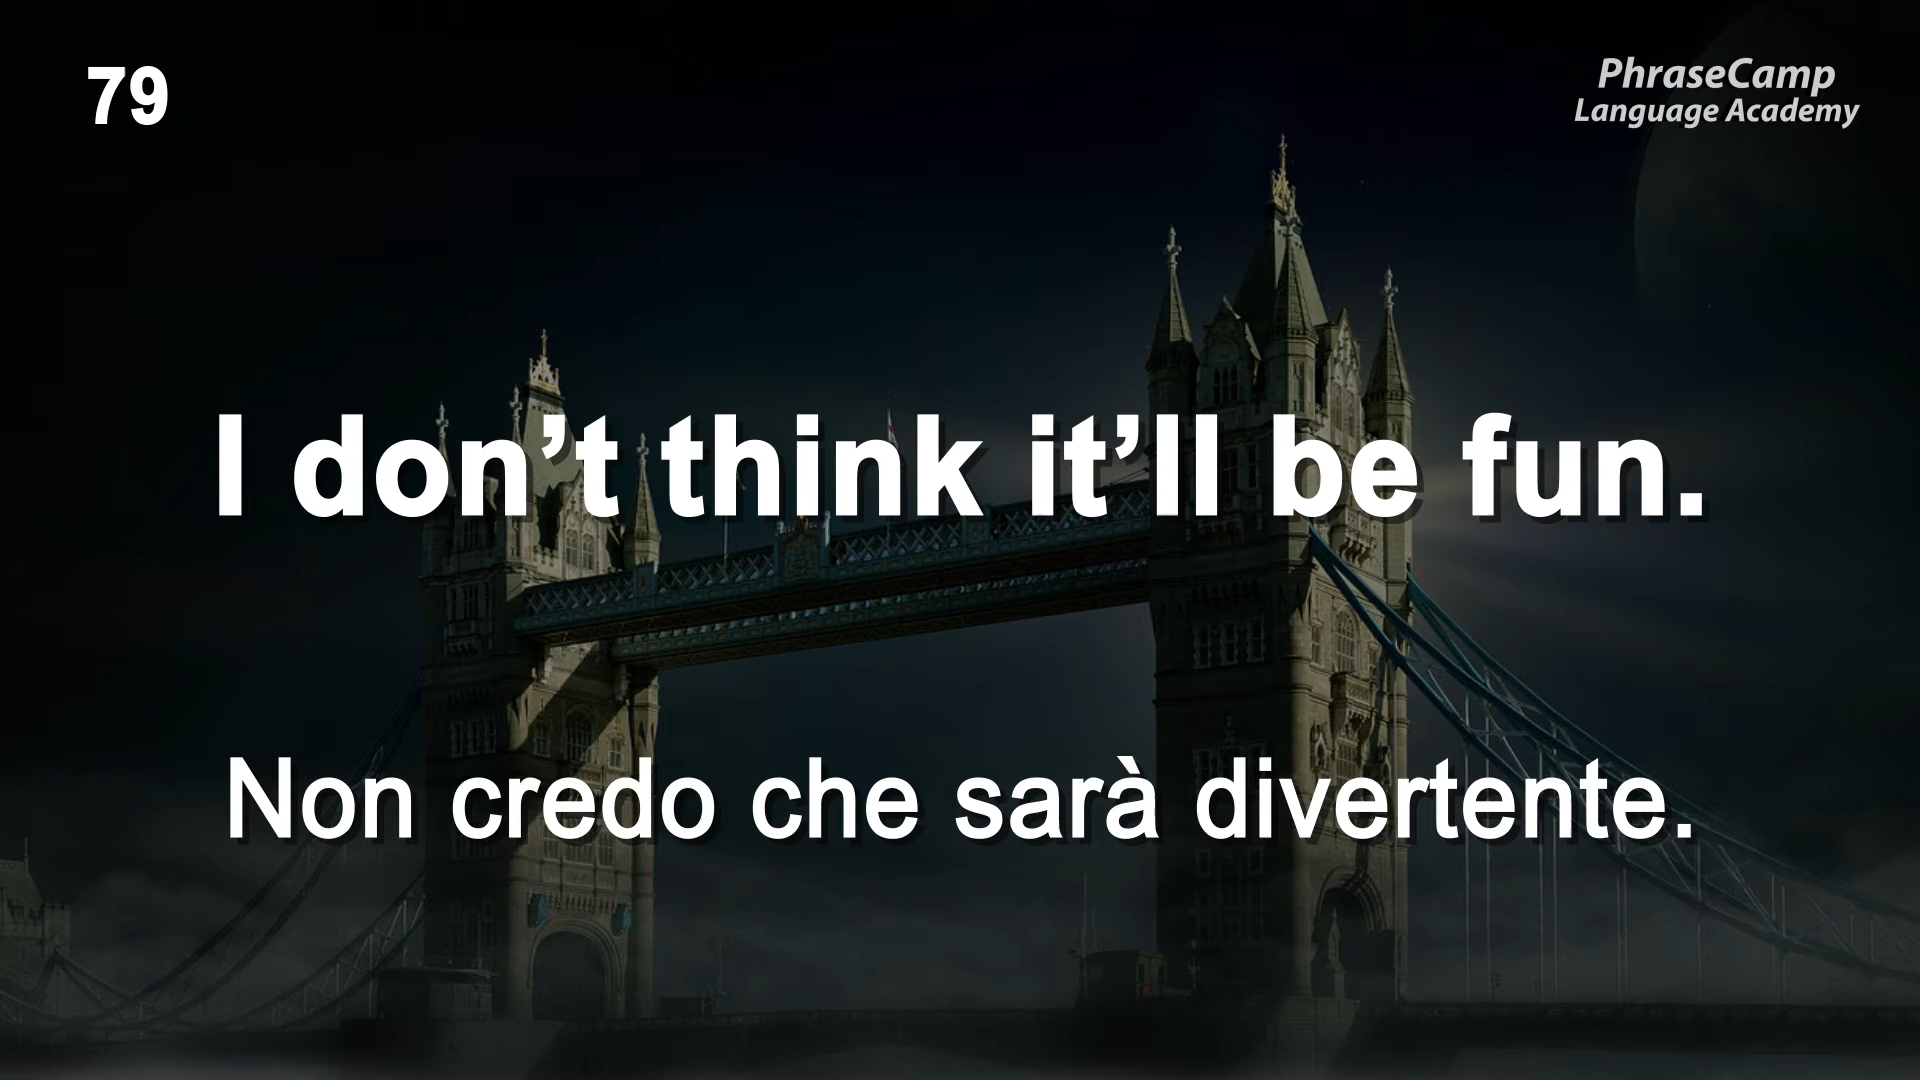 79
PhraseCamp
Language Academy
I don’t think it’ll be fun.
Non credo che sarà divertente.